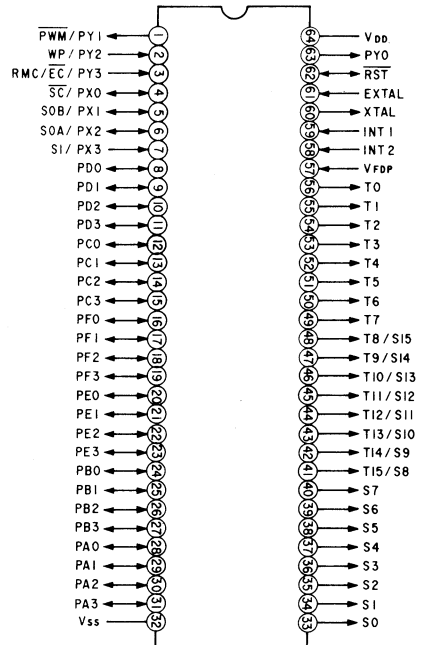 PWM/PY1 1
WP/PY2 2
RMC/EC/PY3 3
SC/PX0 4
SOB/PX1 5
SOA/PX2 6
SI/PX3 7
PD0 8
PD1 9
PD2 10
PD3 11
PC0 12
PC1 13
PC2 14
PC3 15
PF0 16
PF1 17
PF2 18
PF3 19
PE0 20
PE1 21
PE2 22
PE3 23
PB0 24
PB1 25
PB2 26
PB3 27
PA0 28
PA1 29
PA2 30
PA3 31
Vss 32
64 VDD
63 PY0
62 RST
61 EXTAL
60 XTAL
59 INT1
58 INT2
57 VFDP
56 T0
55 T1
54 T2
53 T3
52 T4
51 T5
50 T6
49 T7
48 T8/S15
47 T9/S14
46 T10/S13
45 T11/S12
44 T12/S11
43 T13/S10
42 T14/S9
41 T15/S8
40 S7
39 S6
38 S5
37 S4
36 S3
35 S2
34 S1
33 S0